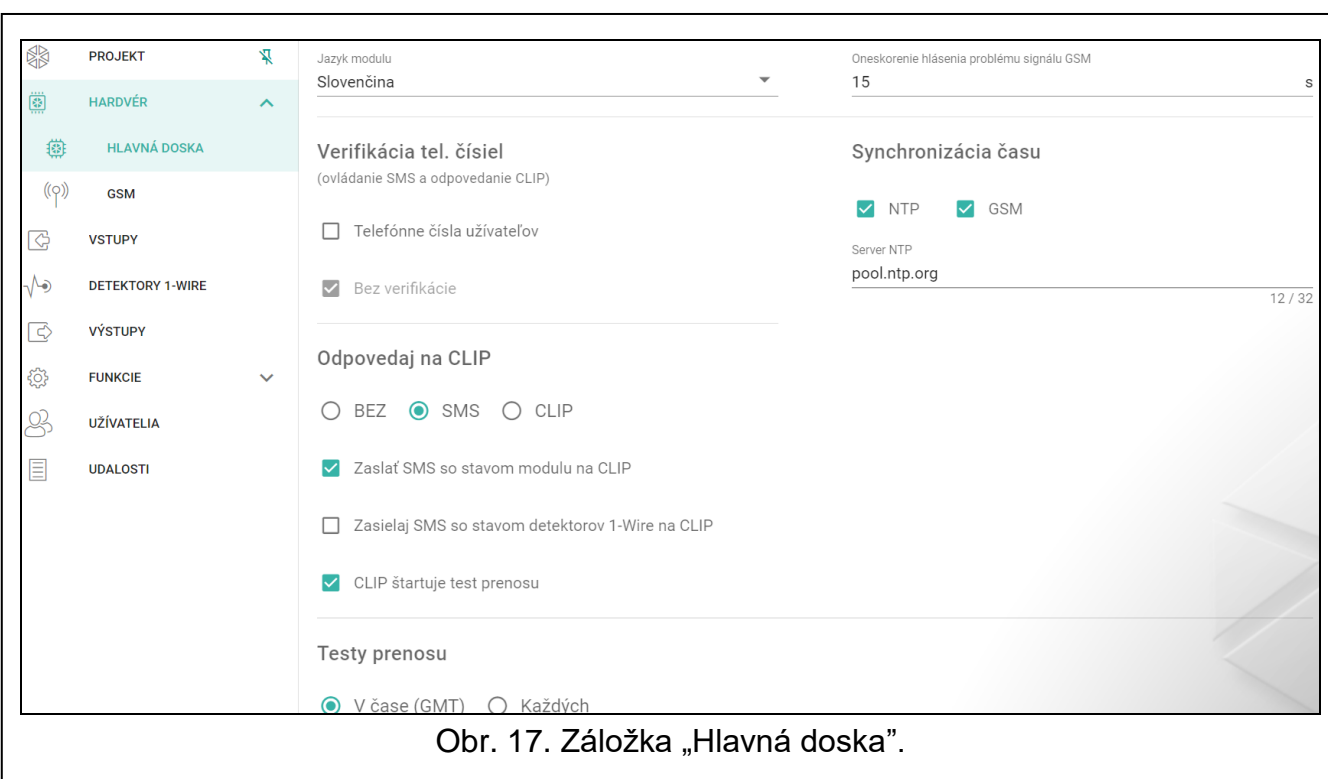 PROJEKT
HARDVÉR
HLAVNÁ DOSKA
GSM
VSTUPY
DETEKTORY 1-WIRE
VÝSTUPY
FUNKCIE
UŽÍVATELIA
UDALOSTI
Jazyk modulu
Slovenčina
Oneskorenie hlásenia problému signálu GSM
15 s
Verifikácia tel. čísiel
(ovládanie SMS a odpovedanie CLIP)
Telefónne čísla užívateľov
Bez verifikácie
Synchronizácia času
NTP GSM
Server NTP
pool.ntp.org
12 / 32
Odpovedaj na CLIP
BEZ SMS CLIP
Zaslať SMS so stavom modulu na CLIP
Zasielaj SMS so stavom detektorov 1-Wire na CLIP
CLIP štartuje test prenosu
Testy prenosu
V čase (GMT) Každých
Obr. 17. Záložka „Hlavná doska”.